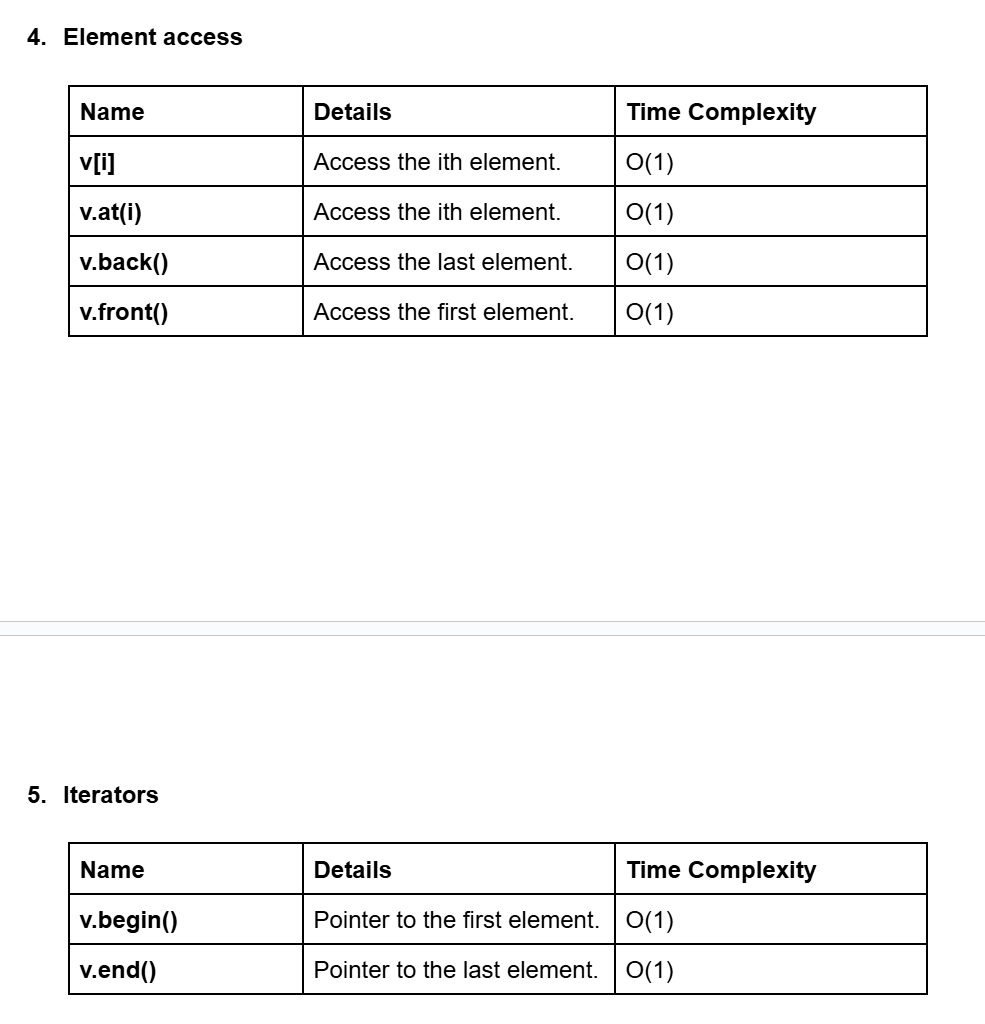 4. Element access
Name Details Time Complexity
v[i] Access the ith element. O(1)
v.at(i) Access the ith element. O(1)
v.back() Access the last element. O(1)
v.front() Access the first element. O(1)
5. Iterators
Name Details Time Complexity
v.begin() Pointer to the first element. O(1)
v.end() Pointer to the last element. O(1)